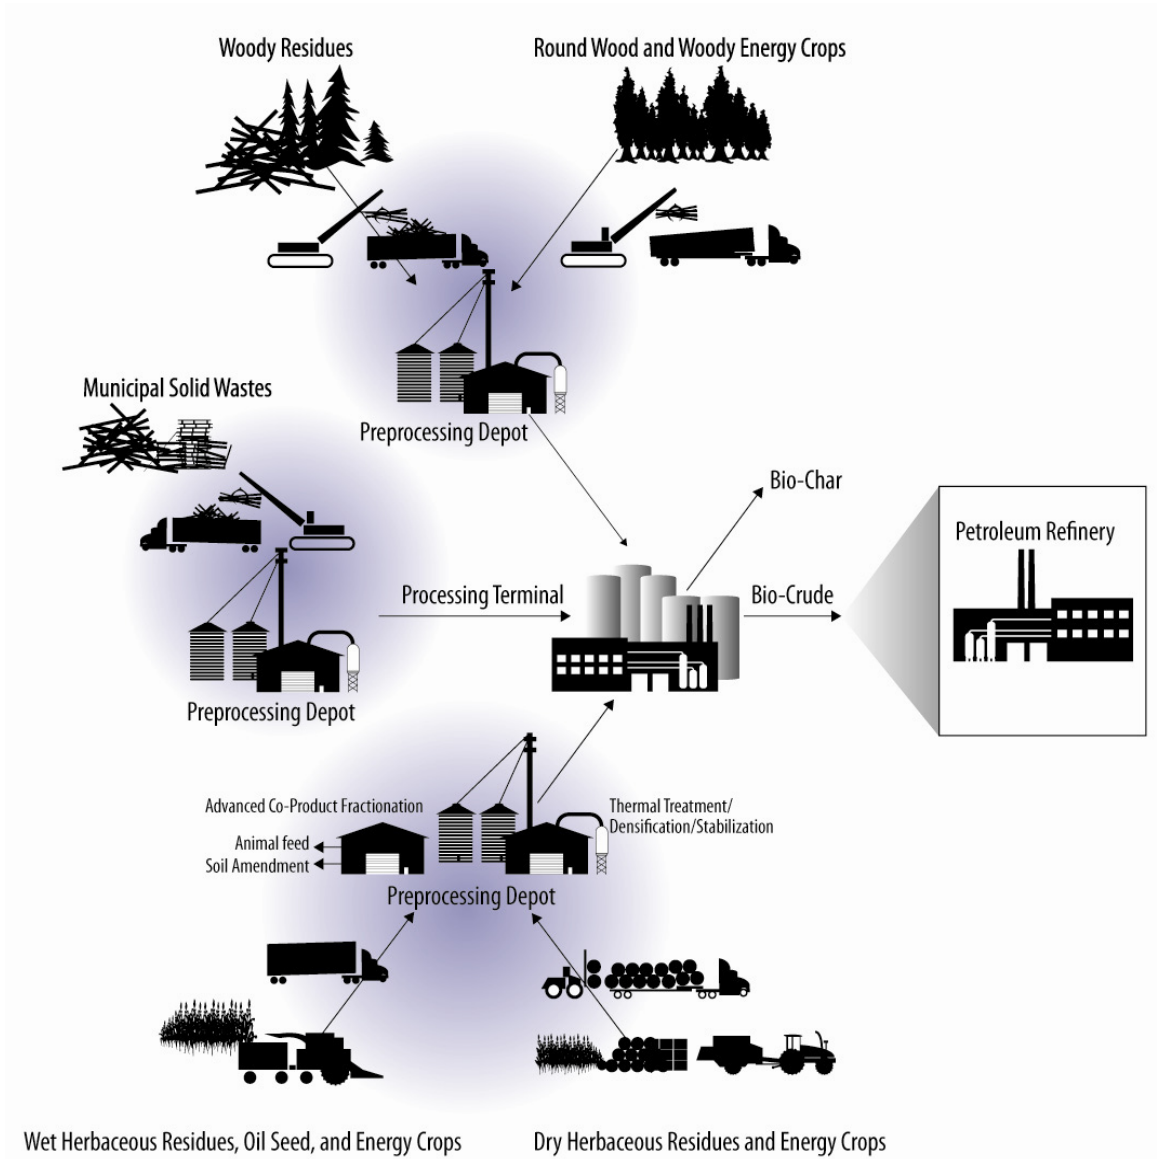 Woody Residues
Round Wood and Woody Energy Crops
Municipal Solid Wastes
Preprocessing Depot
Bio-Char
Petroleum Refinery
Processing Terminal
Bio-Crude
Preprocessing Depot
Advanced Co-Product Fractionation
Animal feed
Soil Amendment
Thermal Treatment/
Densification/Stabilization
Preprocessing Depot
Wet Herbaceous Residues, Oil Seed, and Energy Crops
Dry Herbaceous Residues and Energy Crops